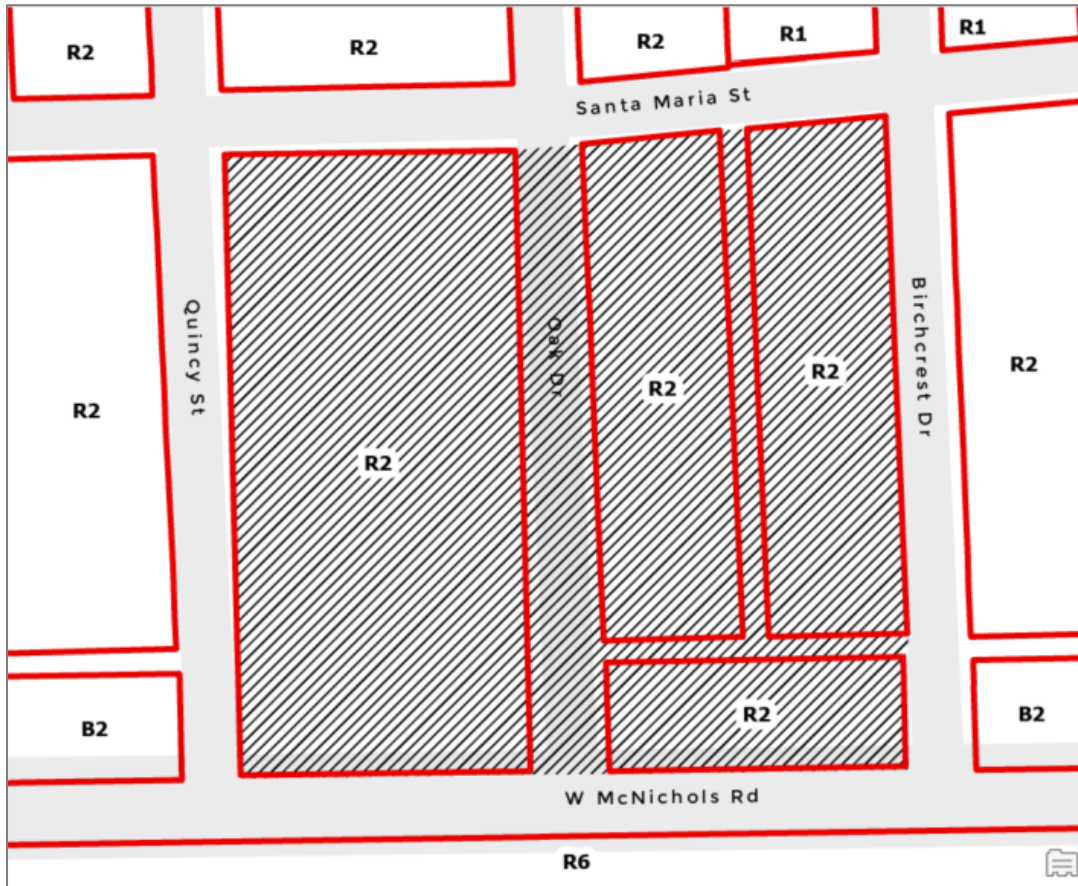 R2
R2
R2
R1
R1
Santa Maria St
Quincy St
Oak Dr
Birchcrest Dr
R2
R2
R2
R2
R2
B2
R2
B2
W McNichols Rd
R6